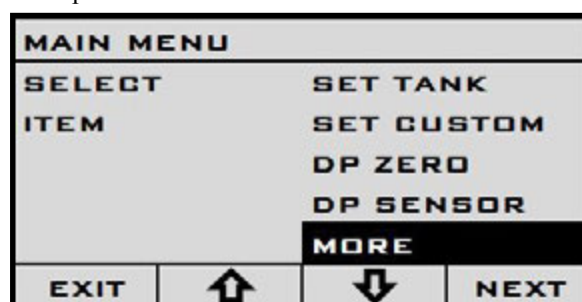 MAIN MENU
SELECT SET TANK
ITEM SET CUSTOM
DP ZERO
DP SENSOR
MORE
EXIT NEXT